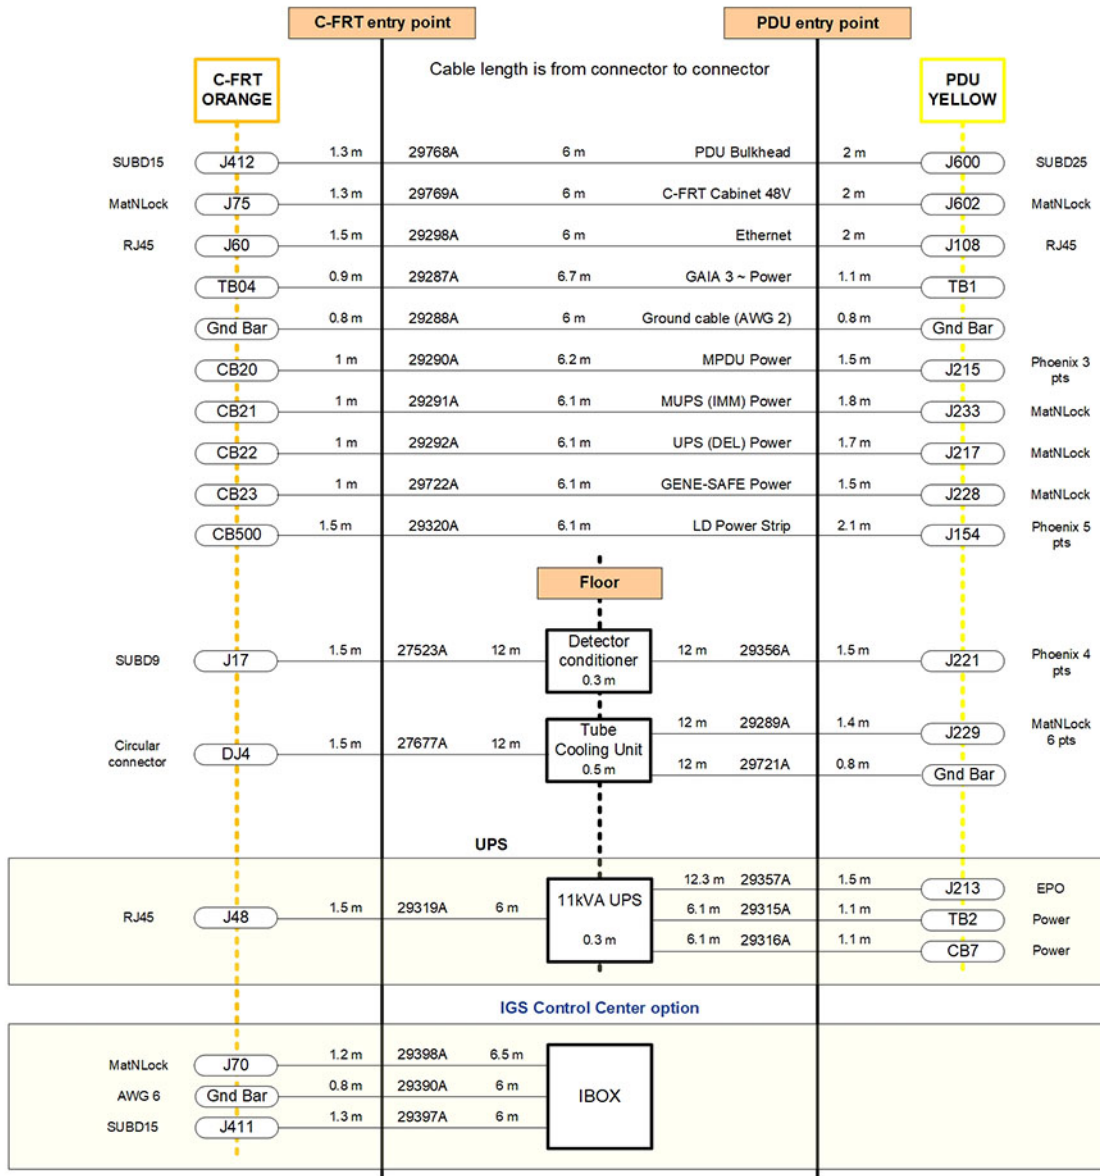 C-FRT entry point
PDU entry point
Cable length is from connector to connector
C-FRT
ORANGE
PDU
YELLOW
SUBD15 J412 1.3 m 29768A 6 m PDU Bulkhead 2 m J600 SUBD25
MatNLock J75 1.3 m 29769A 6 m C-FRT Cabinet 48V 2 m J602 MatNLock
RJ45 J60 1.5 m 29298A 6 m Ethernet 2 m J108 RJ45
TB04 0.9 m 29287A 6.7 m GAIA 3 ~ Power 1.1 m TB1
Gnd Bar 0.8 m 29288A 6 m Ground cable (AWG 2) 0.8 m Gnd Bar
CB20 1 m 29290A 6.2 m MPDU Power 1.5 m J215 Phoenix 3
pts
CB21 1 m 29291A 6.1 m MUPS (IMM) Power 1.8 m J233 MatNLock
CB22 1 m 29292A 6.1 m UPS (DEL) Power 1.7 m J217 MatNLock
CB23 1 m 29722A 6.1 m GENE-SAFE Power 1.5 m J228 MatNLock
CB500 1.5 m 29320A 6.1 m LD Power Strip 2.1 m J154 Phoenix 5
pts
Floor
SUBD9 J17 1.5 m 27523A 12 m
Detector
conditioner
0.3 m
12 m 29356A 1.5 m J221 Phoenix 4
pts
Circular
connector
DJ4 1.5 m 27677A 12 m
Tube
Cooling Unit
0.5 m
12 m 29289A 1.4 m J229 MatNLock
6 pts
12 m 29721A 0.8 m Gnd Bar
UPS
RJ45 J48 1.5 m 29319A 6 m
11kVA UPS
0.3 m
12.3 m 29357A 1.5 m J213 EPO
6.1 m 29315A 1.1 m TB2 Power
6.1 m 29316A 1.1 m CB7 Power
IGS Control Center option
MatNLock J70 1.2 m 29398A 6.5 m
AWG 6 Gnd Bar 0.8 m 29390A 6 m
SUBD15 J411 1.3 m 29397A 6 m
IBOX